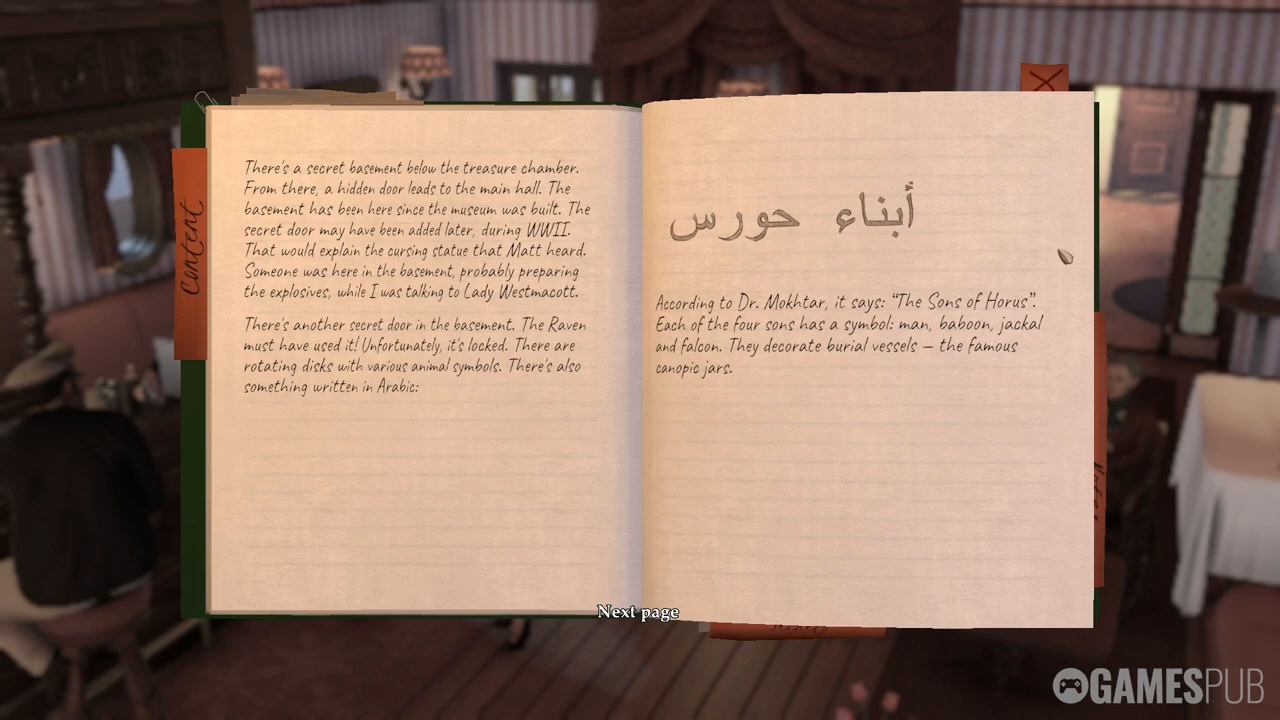 content
There's a secret basement below the treasure chamber.
From there, a hidden door leads to the main hall. The
basement has been here since the museum was built. The
secret door may have been added later, during WWII.
That would explain the cursing statue that Matt heard.
Someone was here in the basement, probably preparing
the explosives, while I was talking to Lady Westmacott.
There's another secret door in the basement. The Raven
must have used it! Unfortunately, it's locked. There are
rotating disks with various animal symbols. There's also
something written in Arabic:
X
أبناء حورس
According to Dr. Mokhtar, it says: “The Sons of Horus”.
Each of the four sons has a symbol: man, baboon, jackal
and falcon. They decorate burial vessels – the famous
canopic jars.
Next page
GAMESPUB